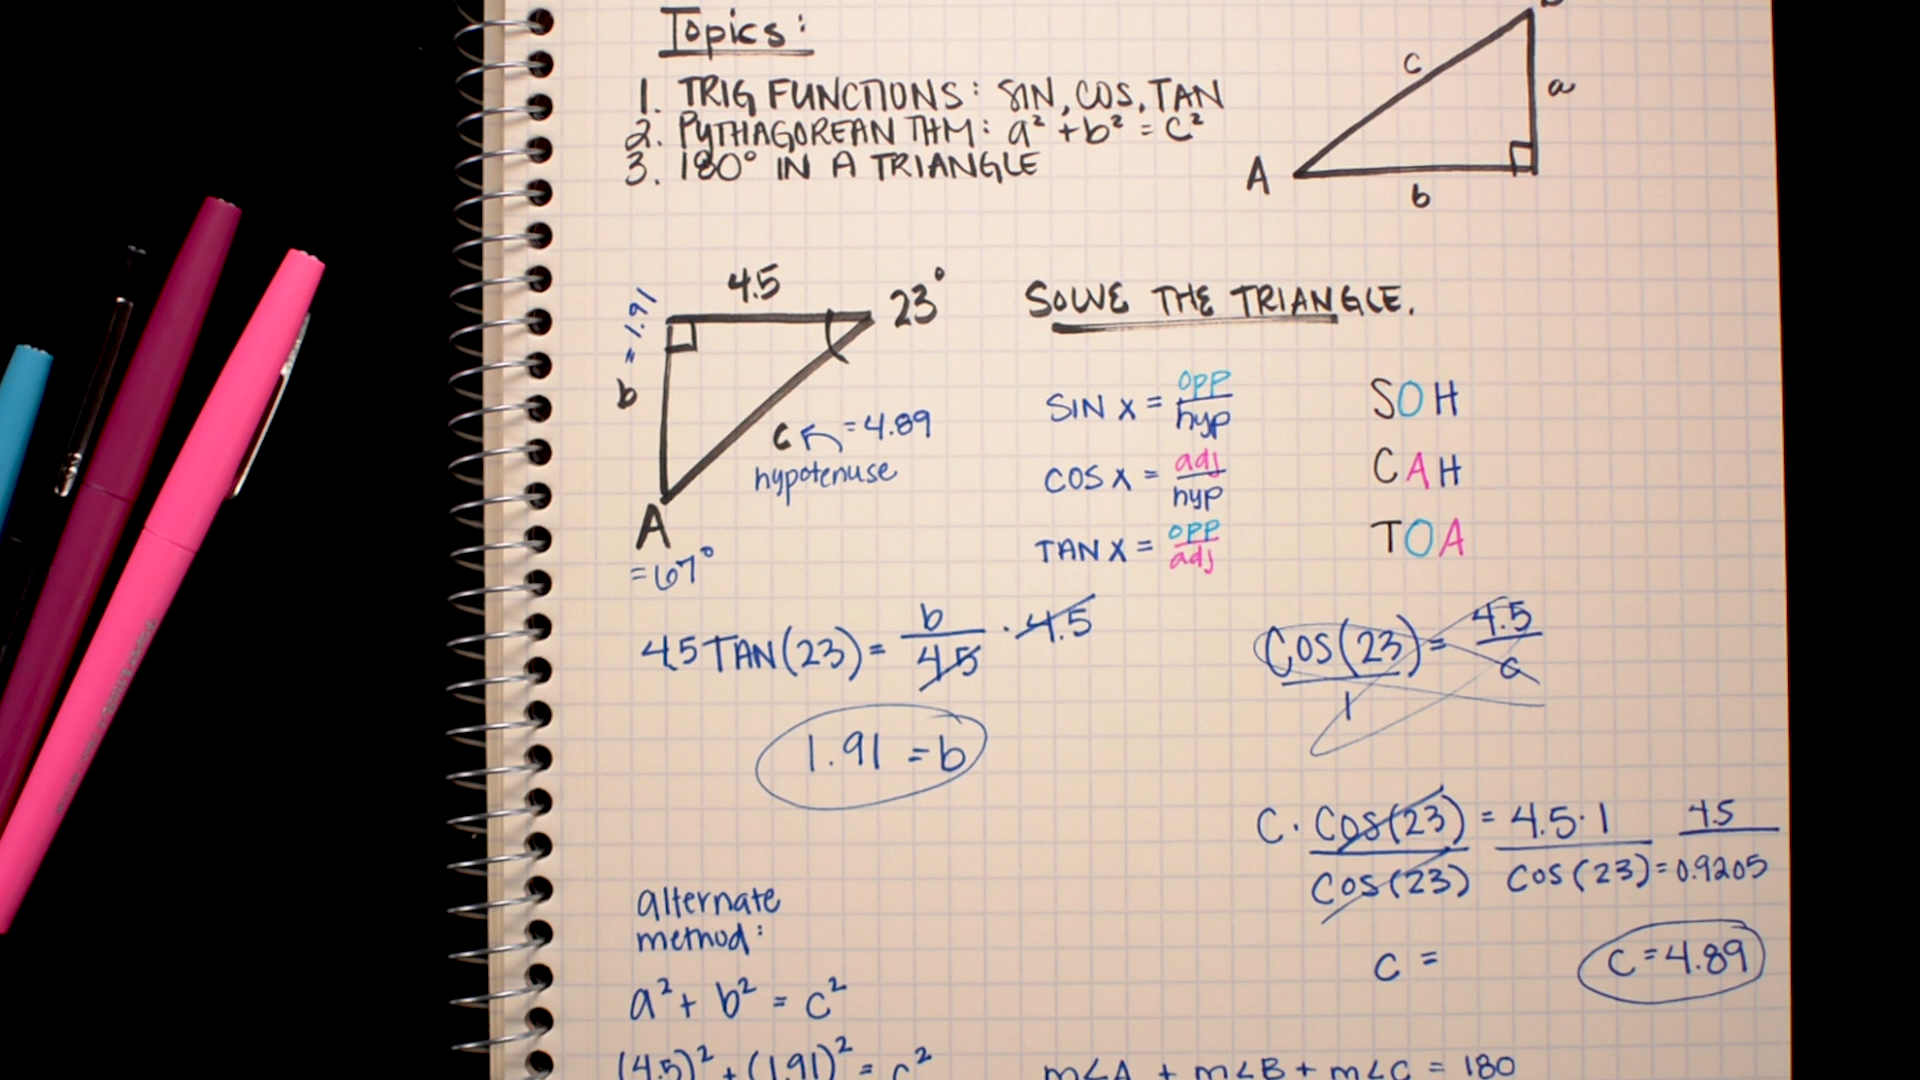 Topics:
1. TRIG FUNCTIONS: SIN, COS, TAN
2. PYTHAGOREAN THM: a² + b² = c²
3. 180° IN A TRIANGLE
c
a
A
b
4.5
23°
b = 1.91
c = 4.89
hypotenuse
A
= 67°
SOLVE THE TRIANGLE.
SIN x = opp/hyp
SOH
COS x = adj/hyp
CAH
TAN x = opp/adj
TOA
4.5 TAN(23) = b/4.5 · 4.5
1.91 = b
Cos(23)/1 = 4.5/c
C · Cos(23)/Cos(23) = 4.5·1/Cos(23) = 4.5/0.9205
c =
c = 4.89
alternate
method:
a² + b² = c²
(4.5)² + (1.91)² = c²
m∠A + m∠B + m∠C = 180